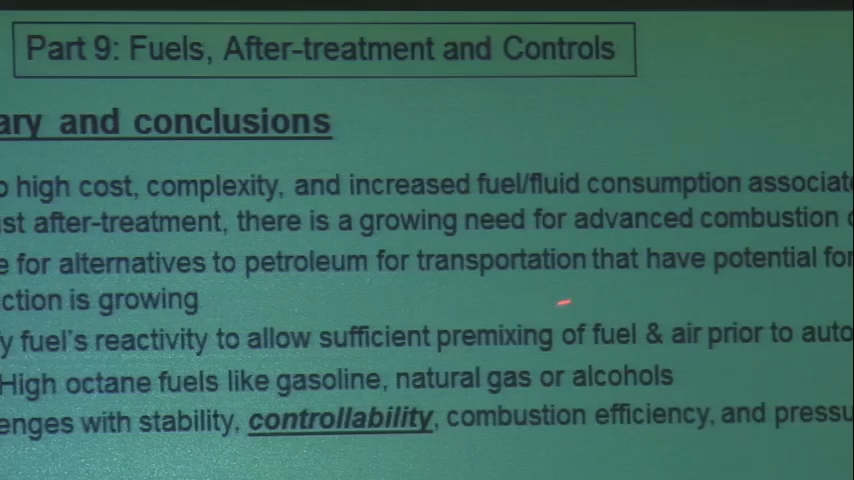 Part 9: Fuels, After-treatment and Controls
ary and conclusions
o high cost, complexity, and increased fuel/fluid consumption associate
ust after-treatment, there is a growing need for advanced combustion
e for alternatives to petroleum for transportation that have potential for
ction is growing
y fuel's reactivity to allow sufficient premixing of fuel & air prior to auto
High octane fuels like gasoline, natural gas or alcohols
enges with stability, controllability, combustion efficiency, and pressu